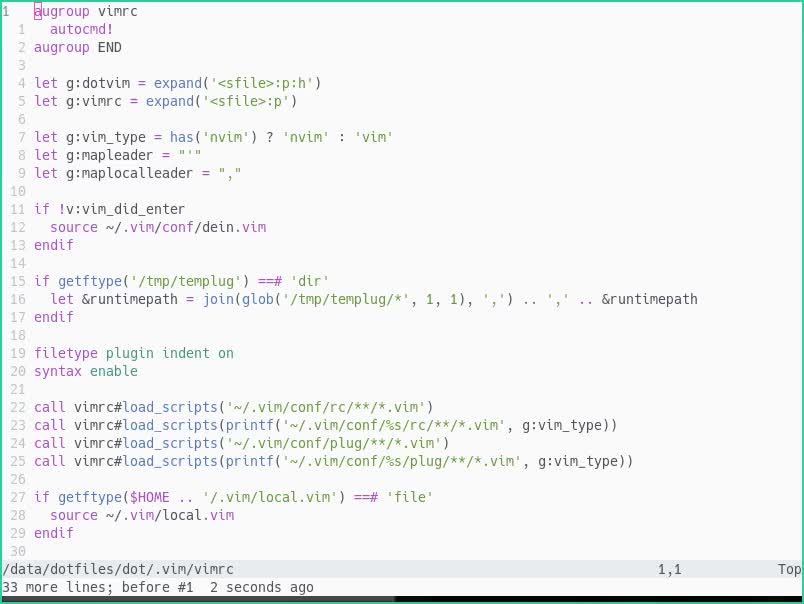 1   augroup vimrc
  1   autocmd!
  2 augroup END
  3
  4 let g:dotvim = expand('<sfile>:p:h')
  5 let g:vimrc = expand('<sfile>:p')
  6
  7 let g:vim_type = has('nvim') ? 'nvim' : 'vim'
  8 let g:mapleader = "'"
  9 let g:maplocalleader = ","
 10
 11 if !v:vim_did_enter
 12   source ~/.vim/conf/dein.vim
 13 endif
 14
 15 if getftype('/tmp/templug') ==# 'dir'
 16   let &runtimepath = join(glob('/tmp/templug/*', 1, 1), ',') .. ',' .. &runtimepath
 17 endif
 18
 19 filetype plugin indent on
 20 syntax enable
 21
 22 call vimrc#load_scripts('~/.vim/conf/rc/**/*.vim')
 23 call vimrc#load_scripts(printf('~/.vim/conf/%s/rc/**/*.vim', g:vim_type))
 24 call vimrc#load_scripts('~/.vim/conf/plug/**/*.vim')
 25 call vimrc#load_scripts(printf('~/.vim/conf/%s/plug/**/*.vim', g:vim_type))
 26
 27 if getftype($HOME .. '/.vim/local.vim') ==# 'file'
 28   source ~/.vim/local.vim
 29 endif
 30
/data/dotfiles/dot/.vim/vimrc 1,1 Top
33 more lines; before #1  2 seconds ago